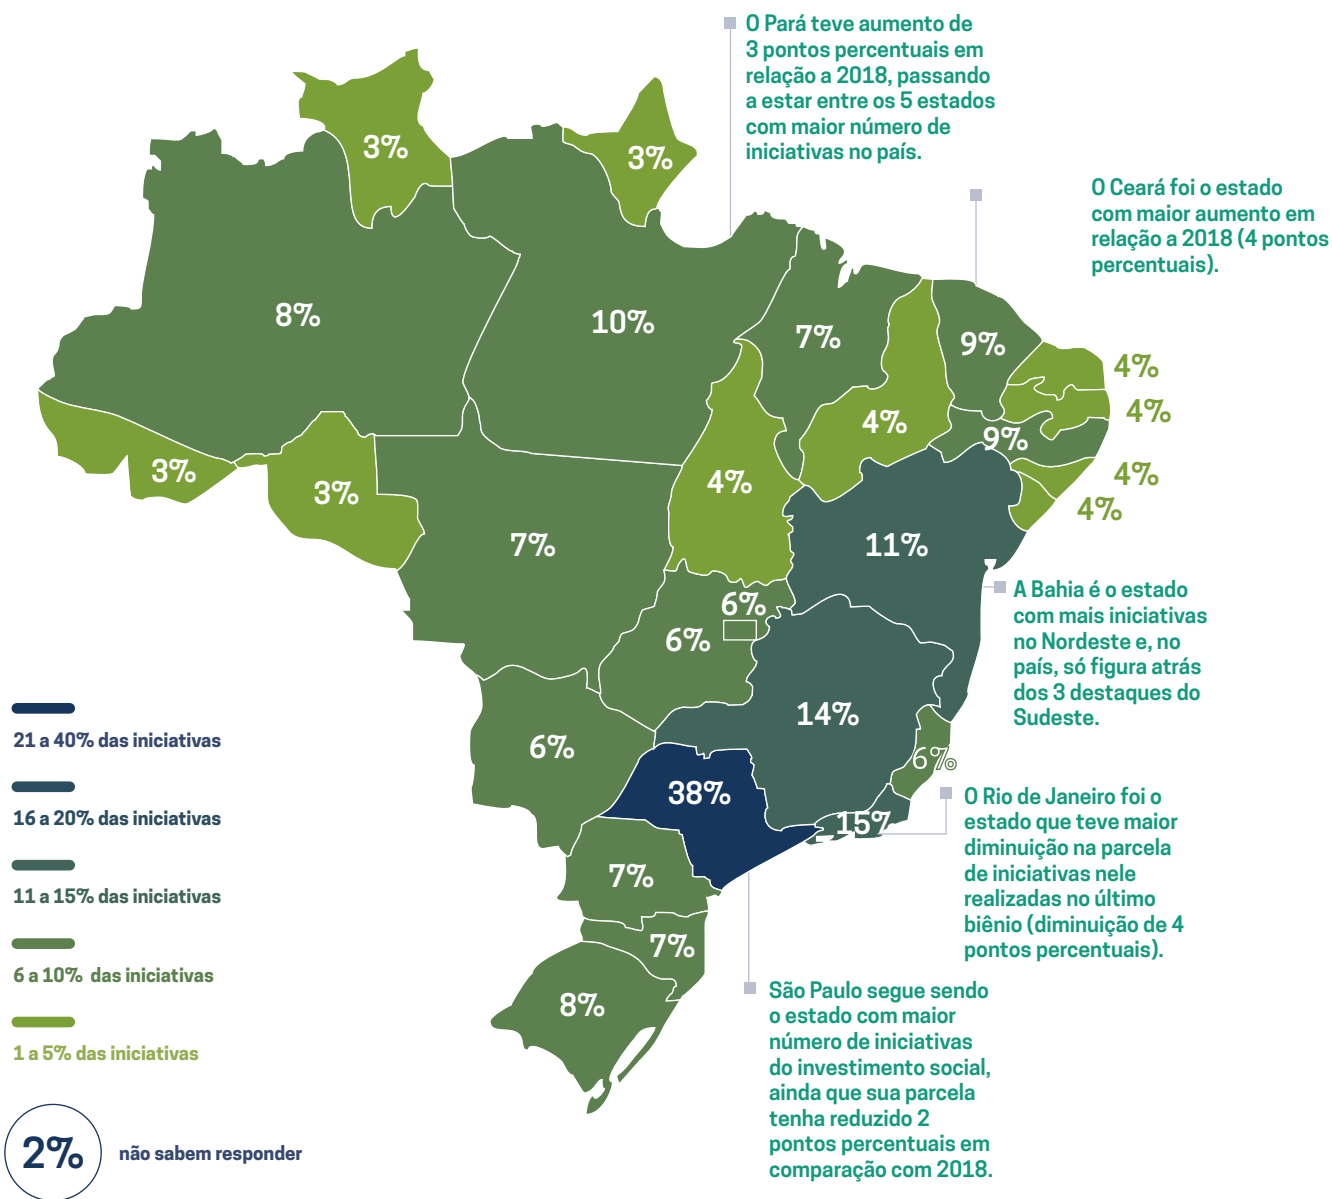 O Pará teve aumento de
3 pontos percentuais em
relação a 2018, passando
a estar entre os 5 estados
com maior número de
iniciativas no país.
O Ceará foi o estado
com maior aumento em
relação a 2018 (4 pontos
percentuais).
3%
3%
8%
10%
7%
9%
4%
4%
4%
9%
4%
4%
3%
3%
4%
7%
11%
6%
6%
A Bahia é o estado
com mais iniciativas
no Nordeste e, no
país, só figura atrás
dos 3 destaques do
Sudeste.
14%
6%
6%
38%
15%
7%
7%
8%
O Rio de Janeiro foi o
estado que teve maior
diminuição na parcela
de iniciativas nele
realizadas no último
biênio (diminuição de 4
pontos percentuais).
São Paulo segue sendo
o estado com maior
número de iniciativas
do investimento social,
ainda que sua parcela
tenha reduzido 2
pontos percentuais em
comparação com 2018.
21 a 40% das iniciativas
16 a 20% das iniciativas
11 a 15% das iniciativas
6 a 10% das iniciativas
1 a 5% das iniciativas
2%
não sabem responder